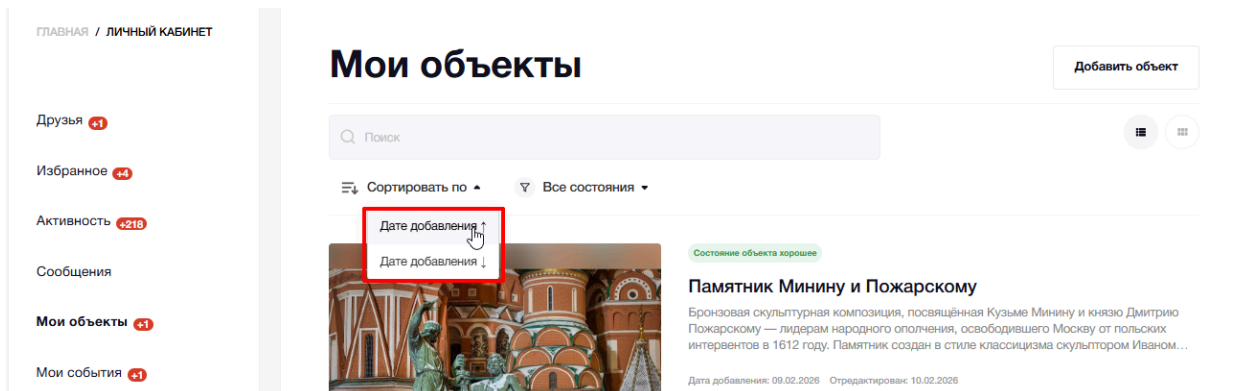 ГЛАВНАЯ / ЛИЧНЫЙ КАБИНЕТ
Мои объекты
Добавить объект
Друзья +1
Избранное +4
Активность +218
Сообщения
Мои объекты +1
Мои события +1
Поиск
Сортировать по
Все состояния
Дате добавления ↑
Дате добавления ↓
Состояние объекта хорошее
Памятник Минину и Пожарскому
Бронзовая скульптурная композиция, посвящённая Кузьме Минину и князю Дмитрию
Пожарскому — лидерам народного ополчения, освободившего Москву от польских
интервентов в 1612 году. Памятник создан в стиле классицизма скульптором Иваном…
Дата добавления: 09.02.2026 Отредактирован: 10.02.2026